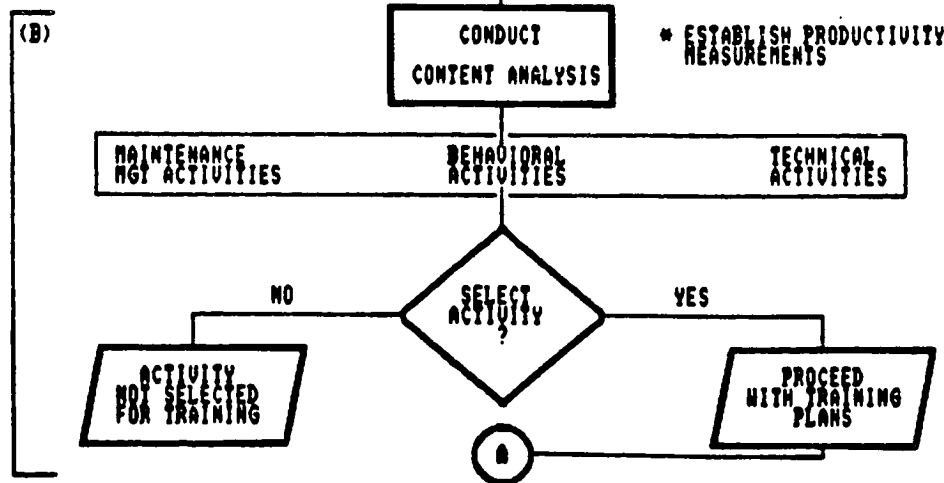 (B)
CONDUCT
CONTENT ANALYSIS
* ESTABLISH PRODUCTIVITY
MEASUREMENTS
MAINTENANCE
MGT ACTIVITIES
BEHAVIORAL
ACTIVITIES
TECHNICAL
ACTIVITIES
SELECT
ACTIVITY
?
NO
YES
ACTIVITY
NOT SELECTED
FOR TRAINING
PROCEED
WITH TRAINING
PLANS
A